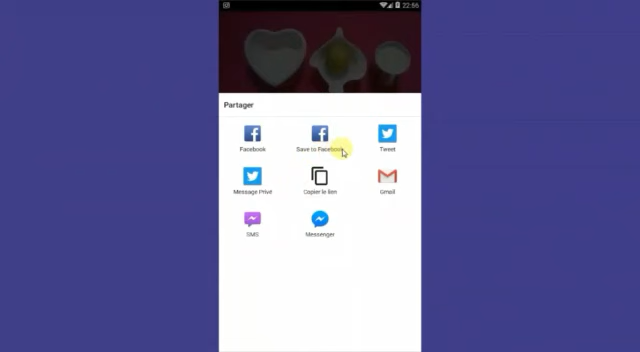 22:56
Partager
Facebook
Save to Facebook
Tweet
Message Privé
Copier le lien
Gmail
SMS
Messenger